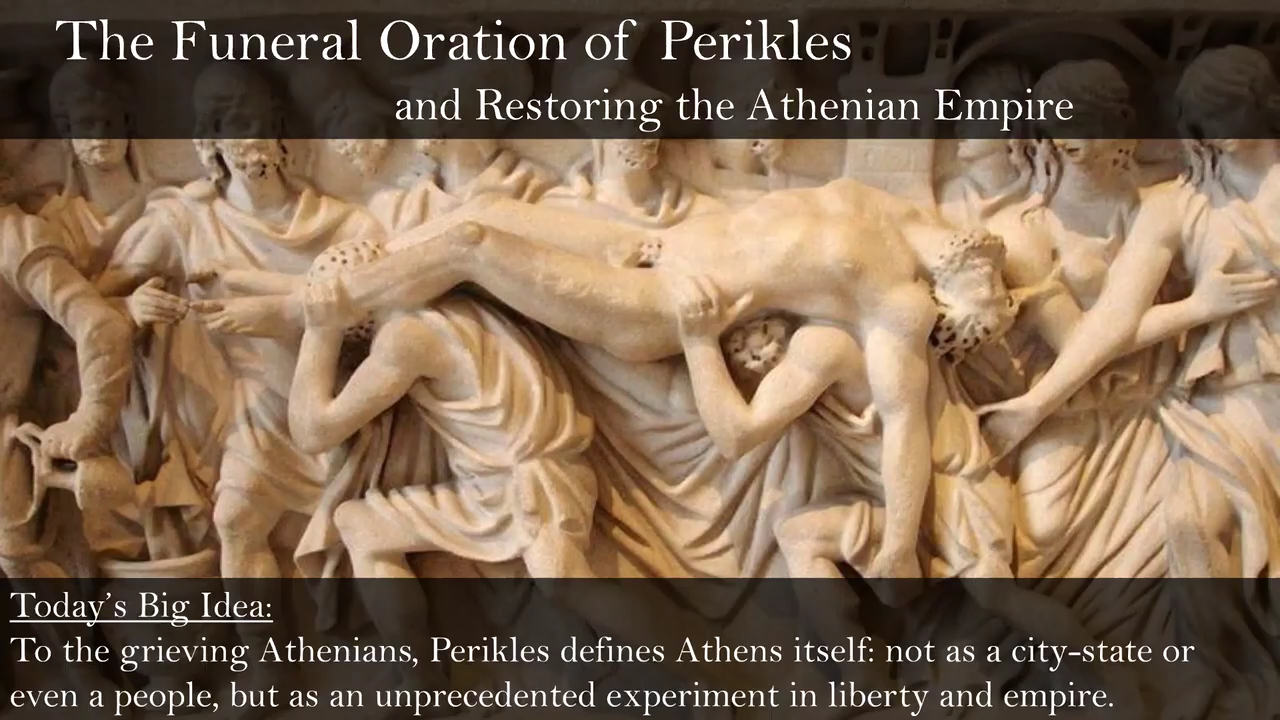 The Funeral Oration of Perikles
and Restoring the Athenian Empire
Today's Big Idea:
To the grieving Athenians, Perikles defines Athens itself: not as a city-state or
even a people, but as an unprecedented experiment in liberty and empire.